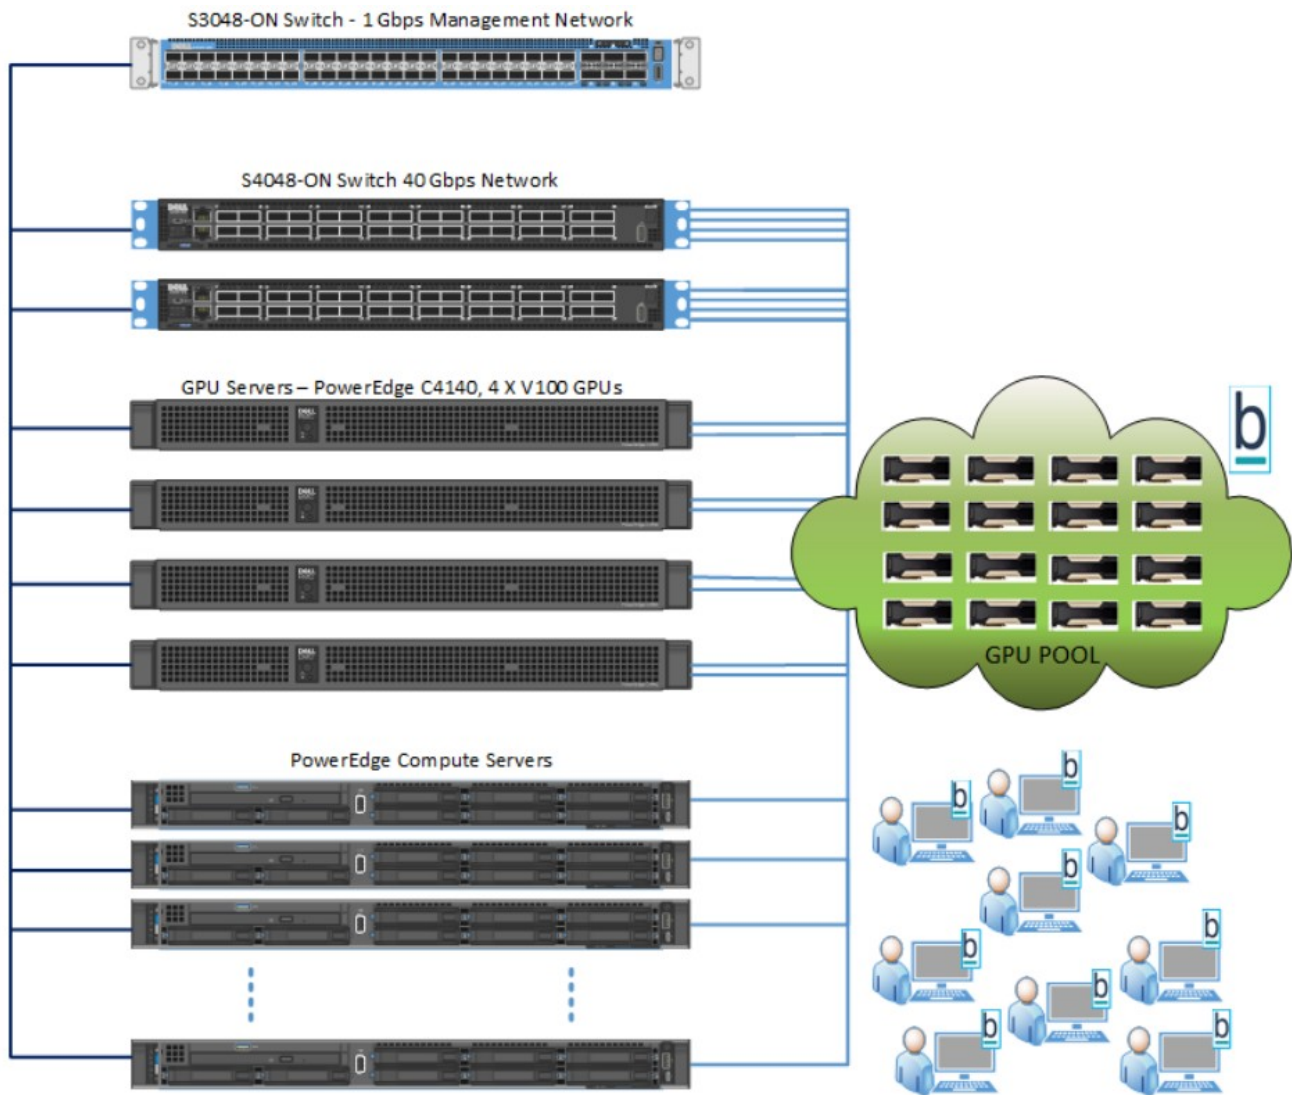 S3048-ON Switch - 1 Gbps Management Network
S4048-ON Switch 40 Gbps Network
GPU Servers – PowerEdge C4140, 4 X V100 GPUs
b
GPU POOL
PowerEdge Compute Servers
b
b
b
b
b
b
b
b
b